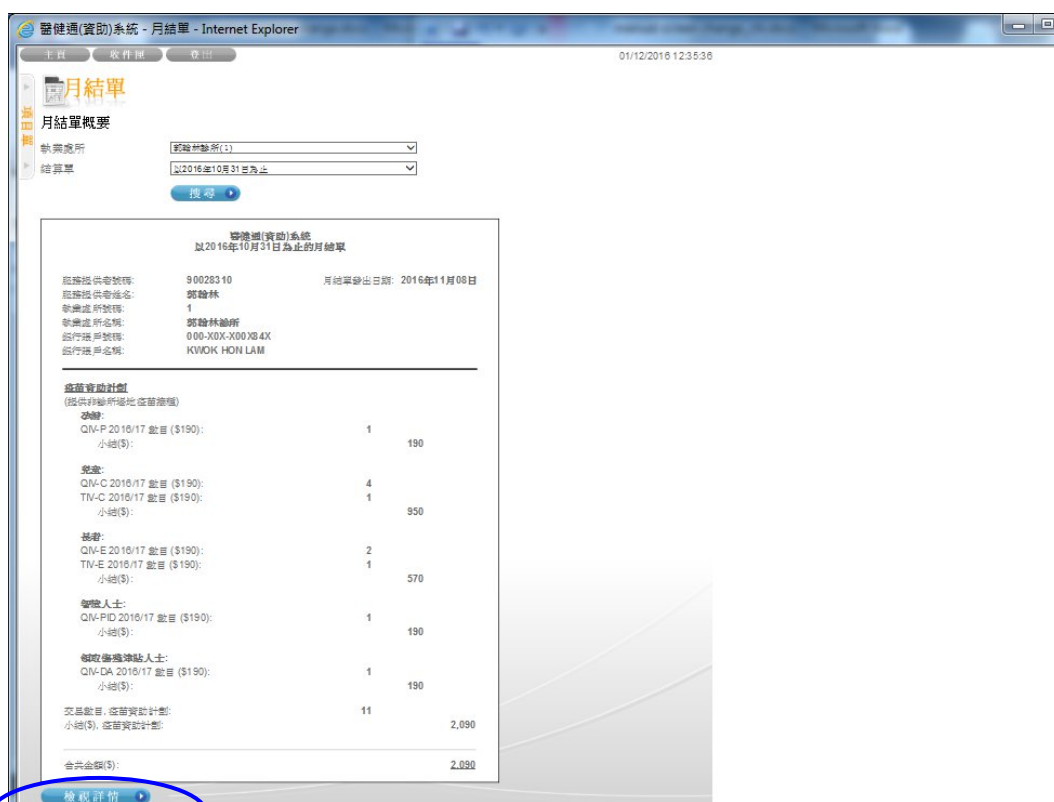 醫健通(資助)系統 - 月結單 - Internet Explorer
主頁 收件匣 登出 01/12/2016 12:35:36
月結單
項目單
月結單概要
執業處所 郭翰林診所(1)
結算單 以2016年10月31日為止
搜尋
醫健通(資助)系統
以2016年10月31日為止的月結單
服務提供者號碼: 90028310 月結單發出日期: 2016年11月08日
服務提供者姓名: 郭翰林
執業處所號碼: 1
執業處所名稱: 郭翰林診所
銀行賬戶號碼: 000-X0X-X00X84X
銀行賬戶名稱: KWOK HON LAM
疫苗資助計劃
(提供非診所場地疫苗接種)
孕婦:
QIV-P 2016/17 數目 ($190): 1
小結($): 190
兒童:
QIV-C 2016/17 數目 ($190): 4
TIV-C 2016/17 數目 ($190): 1
小結($): 950
長者:
QIV-E 2016/17 數目 ($190): 2
TIV-E 2016/17 數目 ($190): 1
小結($): 570
智障人士:
QIV-PID 2016/17 數目 ($190): 1
小結($): 190
領取傷殘津貼人士:
QIV-DA 2016/17 數目 ($190): 1
小結($): 190
交易數目, 疫苗資助計劃: 11
小結($), 疫苗資助計劃: 2,090
合共金額($): 2,090
檢視詳情